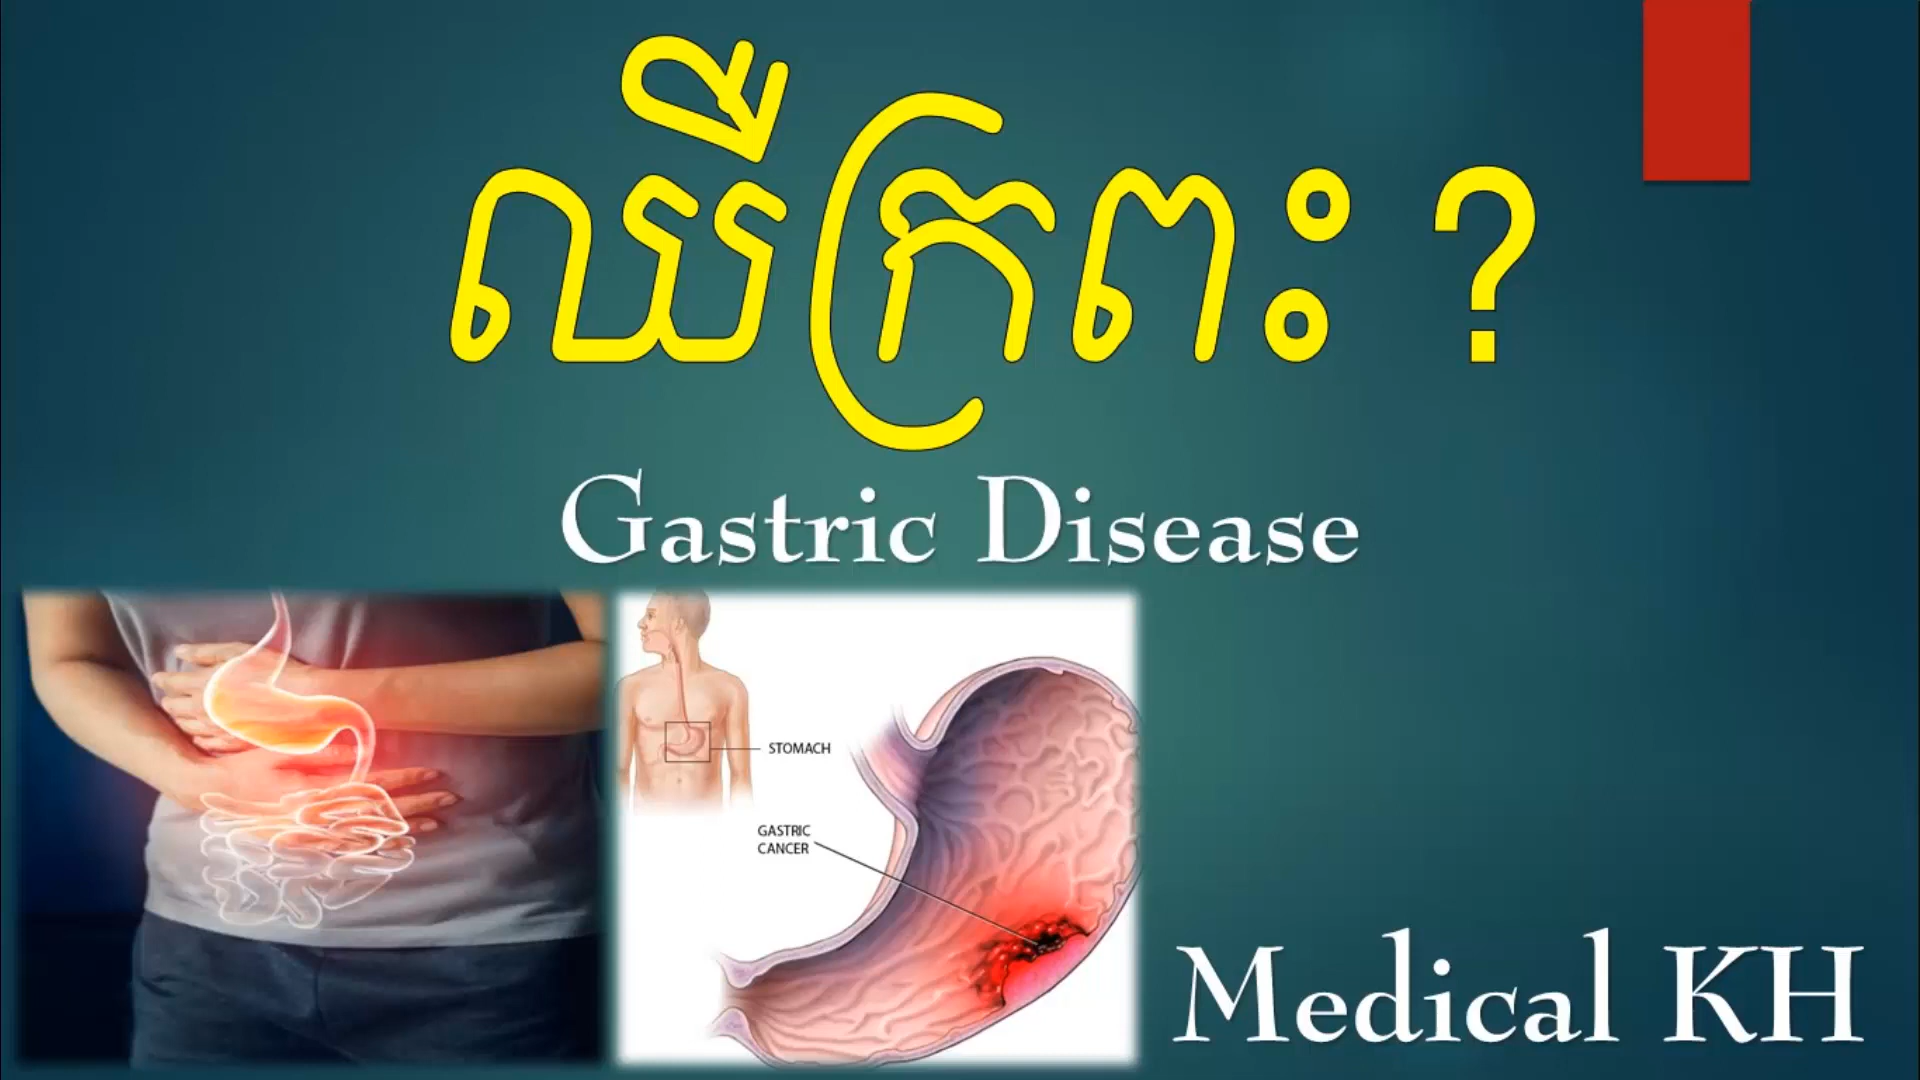 ឈឺក្រពះ ?
Gastric Disease
STOMACH
GASTRIC
CANCER
Medical KH